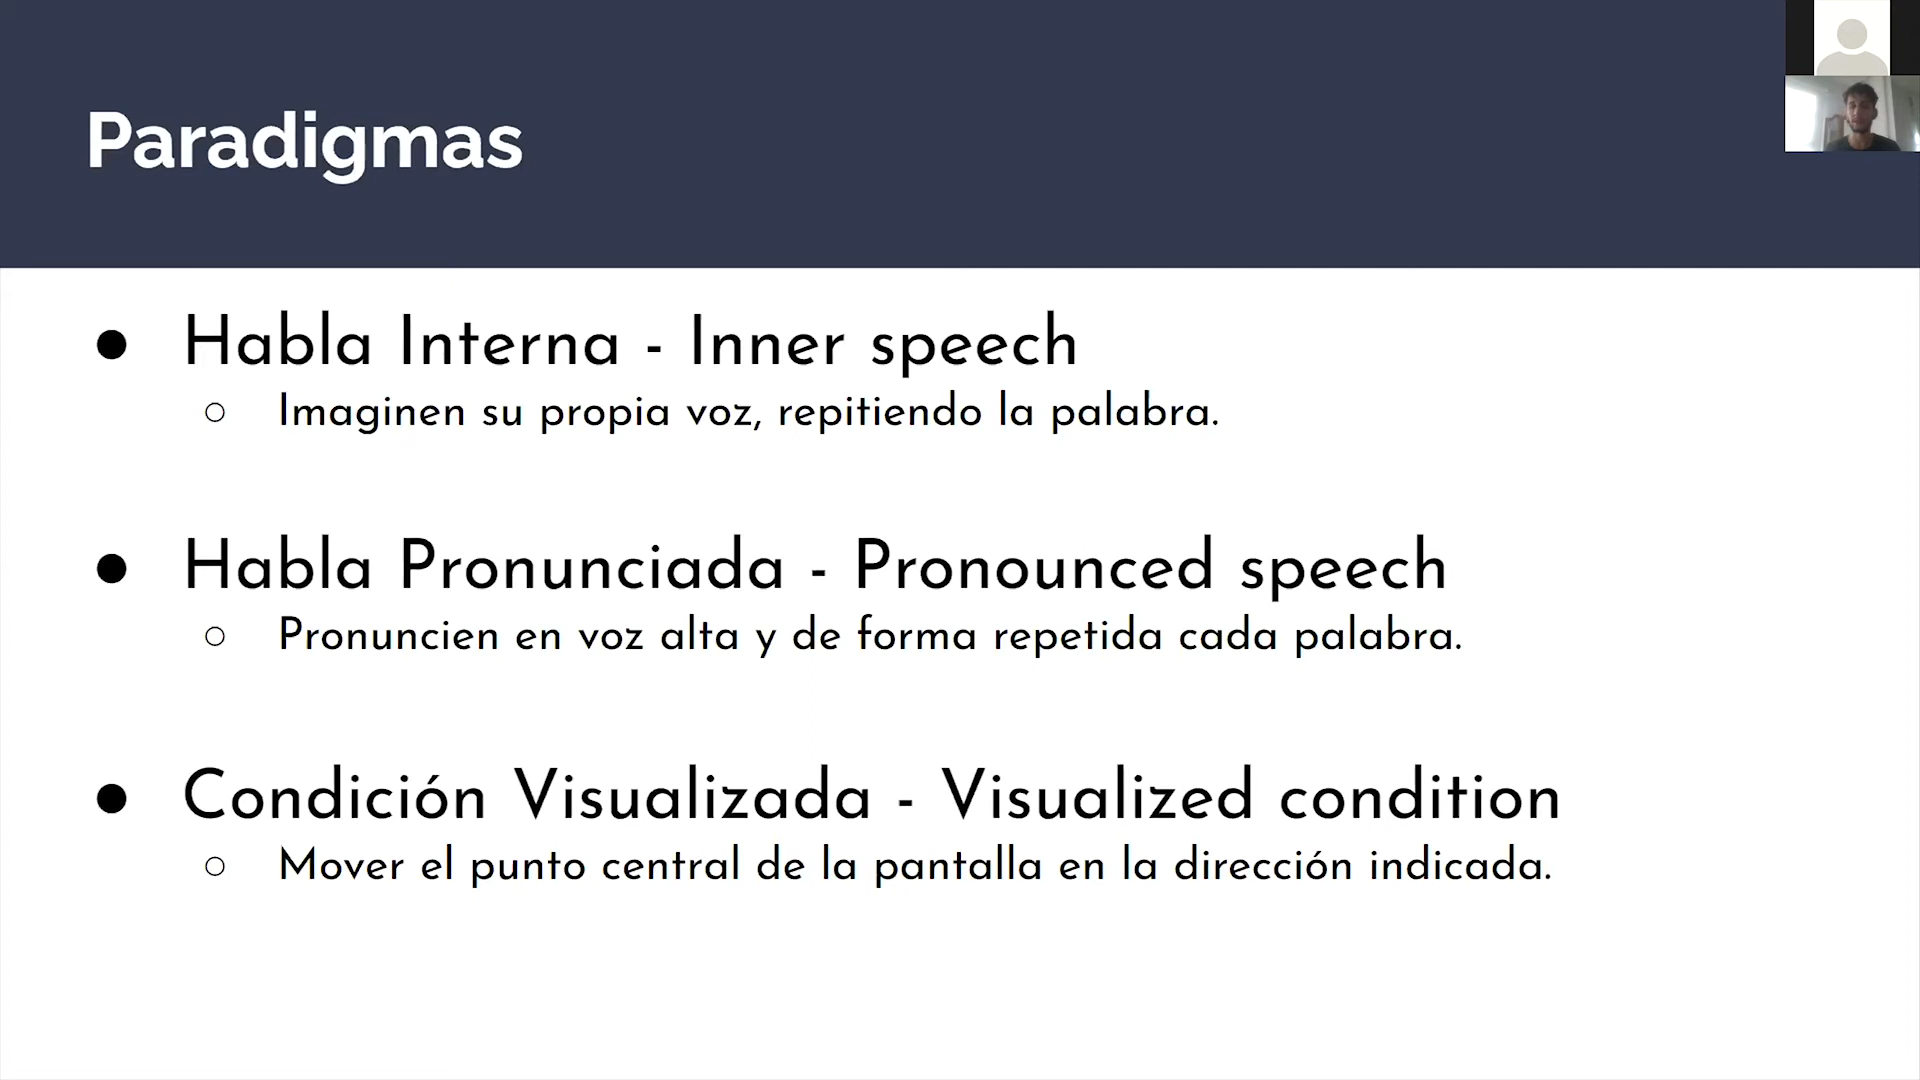 Paradigmas
● Habla Interna - Inner speech
○ Imaginen su propia voz, repitiendo la palabra.
● Habla Pronunciada - Pronounced speech
○ Pronuncien en voz alta y de forma repetida cada palabra.
● Condición Visualizada - Visualized condition
○ Mover el punto central de la pantalla en la dirección indicada.